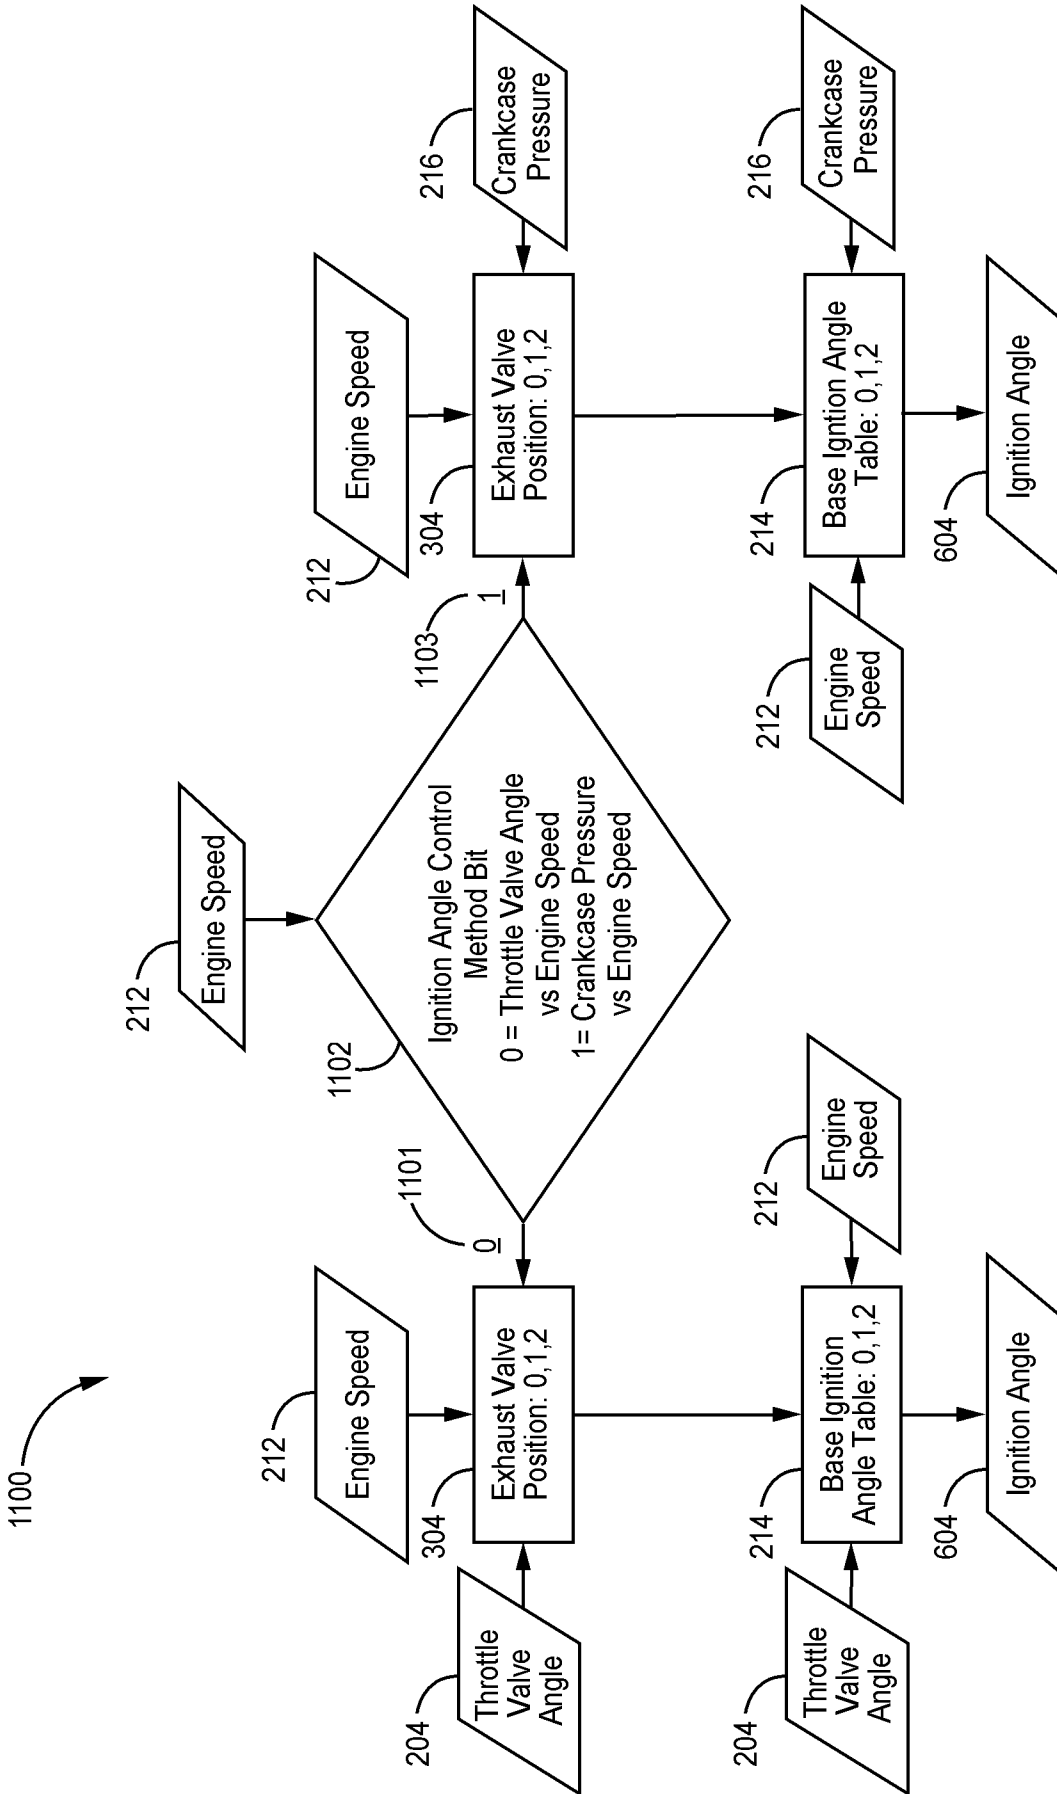 1100
212
Engine Speed
1102
Ignition Angle Control
Method Bit
0 = Throttle Valve Angle
vs Engine Speed
1= Crankcase Pressure
vs Engine Speed
1101
0
1103
1
212
Engine Speed
204
Throttle
Valve
Angle
304
Exhaust Valve
Position: 0,1,2
204
Throttle
Valve
Angle
214
Base Ignition
Angle Table: 0,1,2
212
Engine
Speed
604
Ignition Angle
212
Engine Speed
304
Exhaust Valve
Position: 0,1,2
216
Crankcase
Pressure
212
Engine
Speed
214
Base Igntion Angle
Table: 0,1,2
216
Crankcase
Pressure
604
Ignition Angle